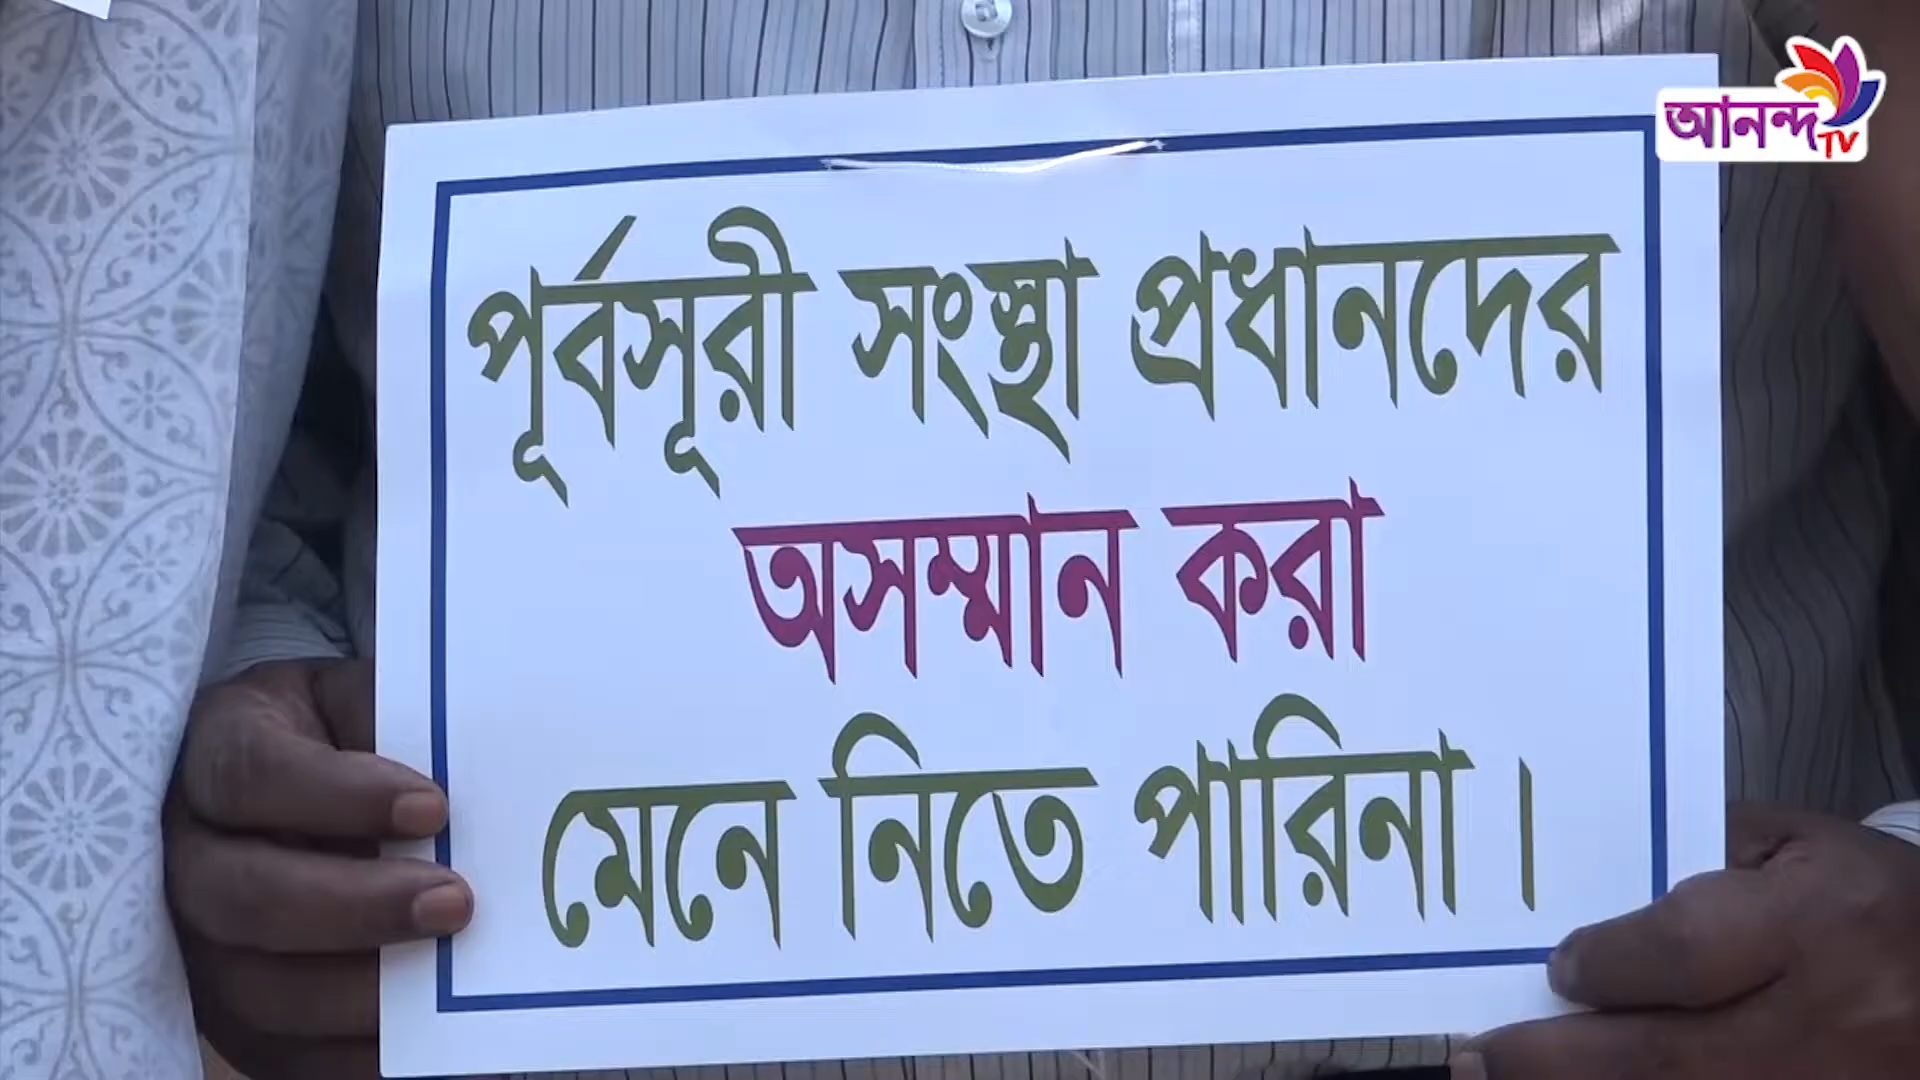 আনন্দ TV
পূর্বসূরী সংস্থা প্রধানদের
অসম্মান করা
মেনে নিতে পারিনা।